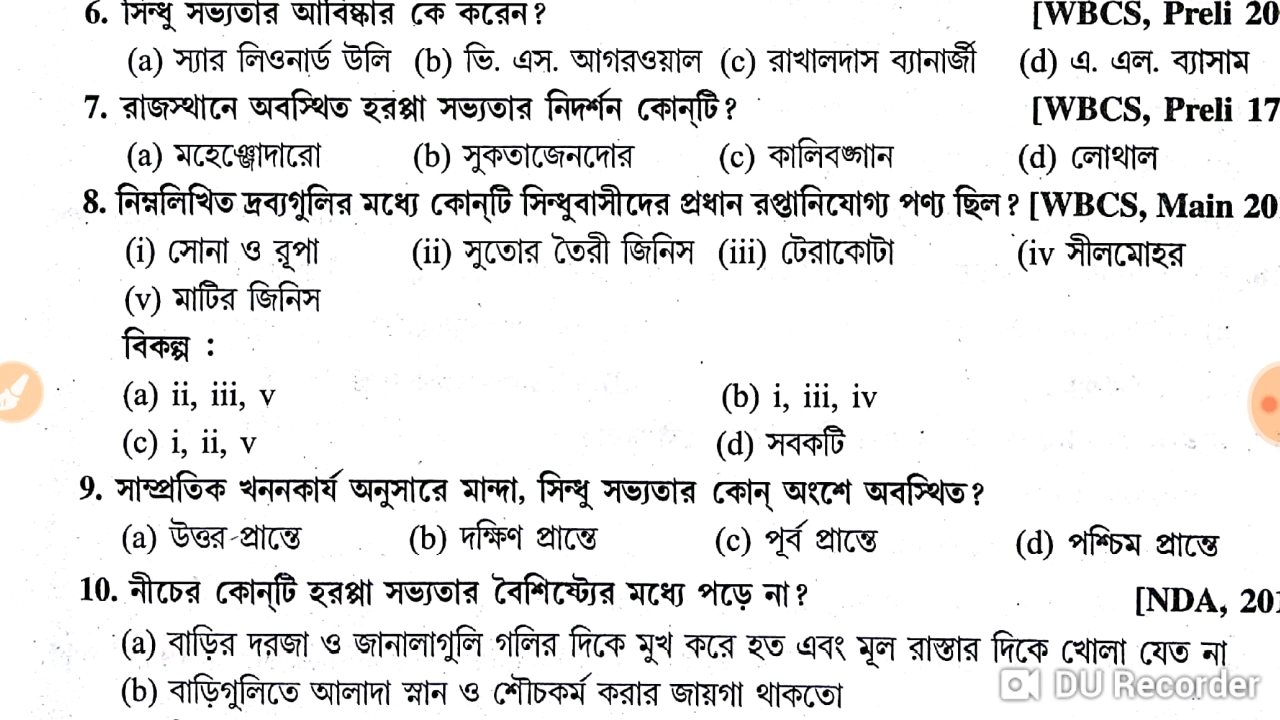 6. সিন্ধু সভ্যতার আবিষ্কার কে করেন? [WBCS, Preli 20
(a) স্যার লিওনার্ড উলি (b) ভি. এস. আগরওয়াল (c) রাখালদাস ব্যানার্জী (d) এ. এল. ব্যাসাম
7. রাজস্থানে অবস্থিত হরপ্পা সভ্যতার নিদর্শন কোন্‌টি? [WBCS, Preli 17
(a) মহেঞ্জোদারো (b) সুকতাজেনদোর (c) কালিবঙ্গান (d) লোথাল
8. নিম্নলিখিত দ্রব্যগুলির মধ্যে কোন্‌টি সিন্ধুবাসীদের প্রধান রপ্তানিযোগ্য পণ্য ছিল? [WBCS, Main 20
(i) সোনা ও রূপা (ii) সুতোর তৈরী জিনিস (iii) টেরাকোটা (iv সীলমোহর
(v) মাটির জিনিস
বিকল্প :
(a) ii, iii, v (b) i, iii, iv
(c) i, ii, v (d) সবকটি
9. সাম্প্রতিক খননকার্য অনুসারে মান্দা, সিন্ধু সভ্যতার কোন্ অংশে অবস্থিত?
(a) উত্তর প্রান্তে (b) দক্ষিণ প্রান্তে (c) পূর্ব প্রান্তে (d) পশ্চিম প্রান্তে
10. নীচের কোন্‌টি হরপ্পা সভ্যতার বৈশিষ্ট্যের মধ্যে পড়ে না? [NDA, 201
(a) বাড়ির দরজা ও জানালাগুলি গলির দিকে মুখ করে হত এবং মূল রাস্তার দিকে খোলা যেত না
(b) বাড়িগুলিতে আলাদা স্নান ও শৌচকর্ম করার জায়গা থাকতো
DU Recorder